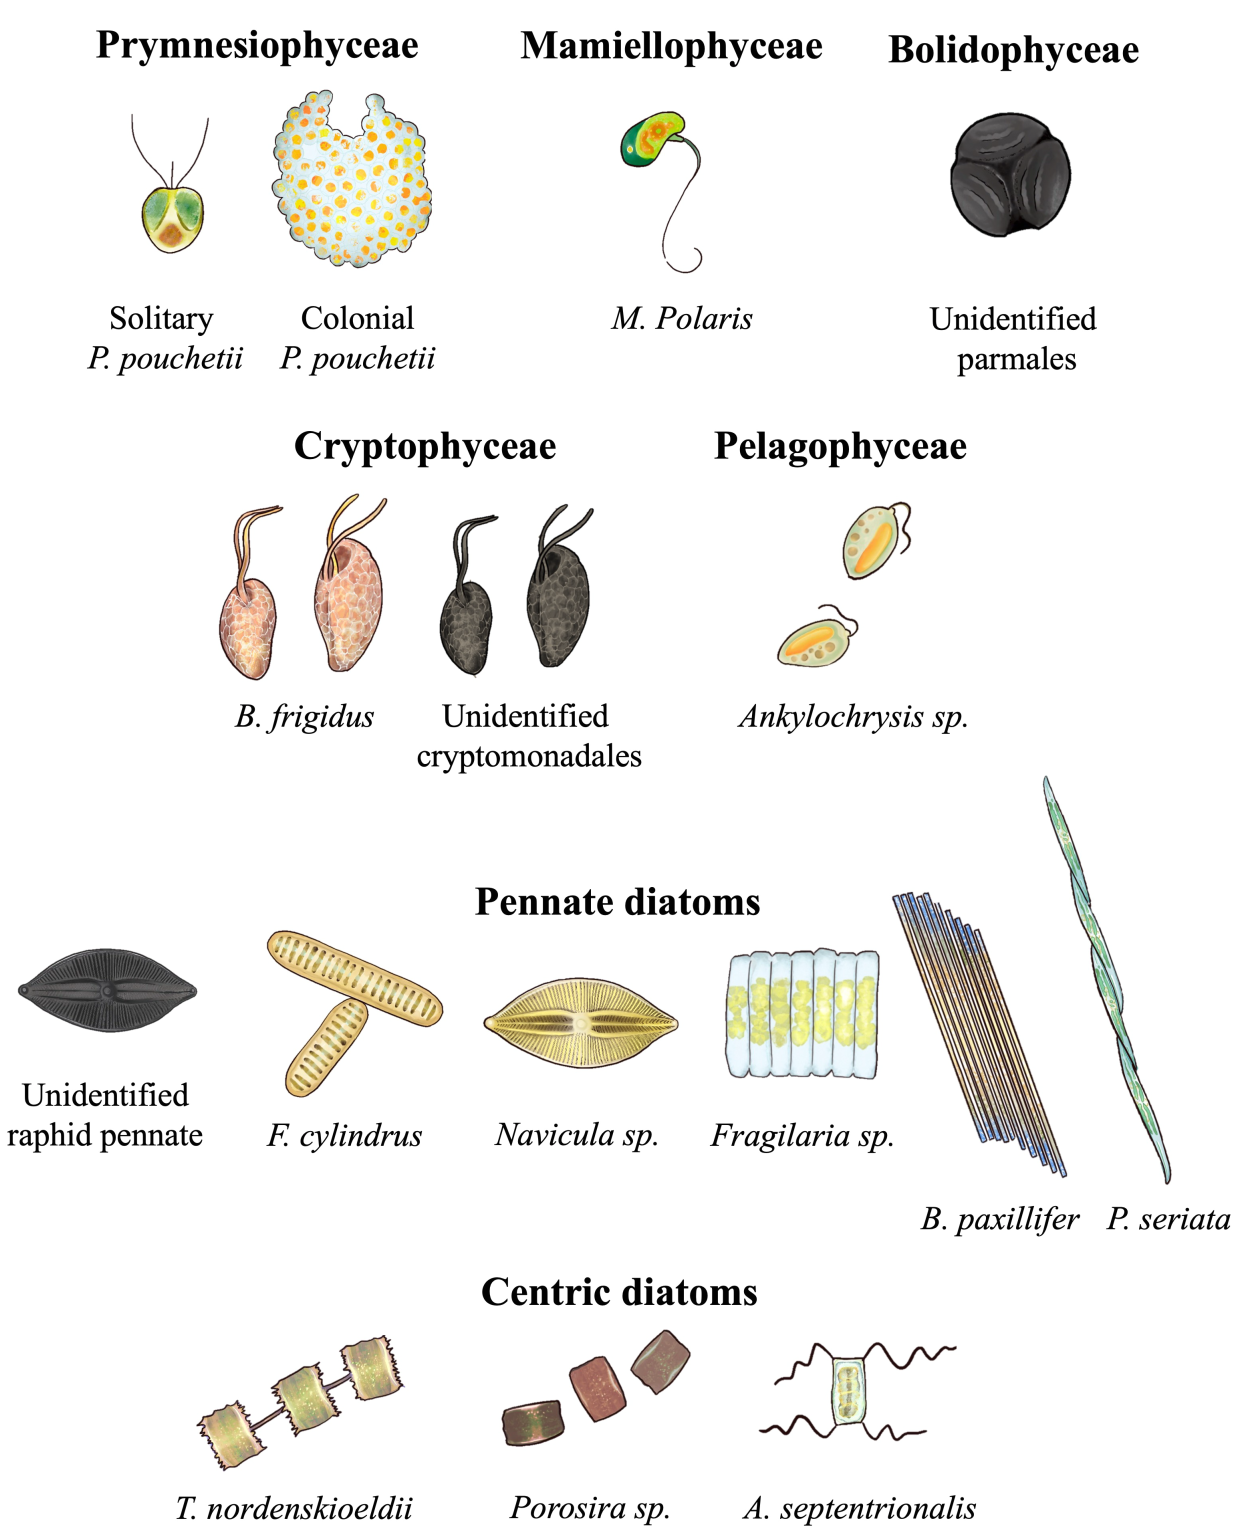 Prymnesiophyceae
Mamiellophyceae
Bolidophyceae
Solitary
P. pouchetii
Colonial
P. pouchetii
M. Polaris
Unidentified
parmales
Cryptophyceae
Pelagophyceae
B. frigidus
Unidentified
cryptomonadales
Ankylochrysis sp.
Pennate diatoms
Unidentified
raphid pennate
F. cylindrus
Navicula sp.
Fragilaria sp.
B. paxillifer
P. seriata
Centric diatoms
T. nordenskioeldii
Porosira sp.
A. septentrionalis